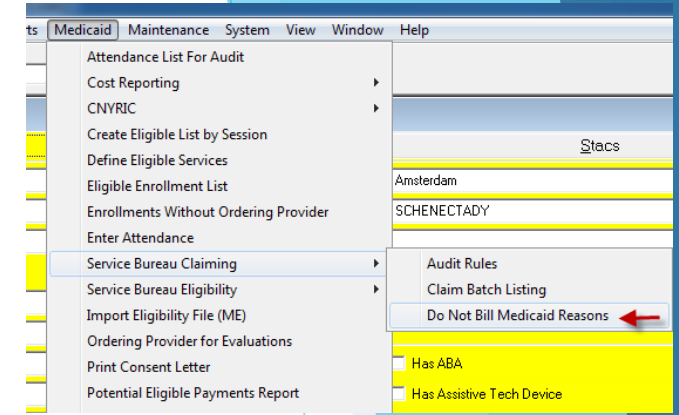 ts Medicaid Maintenance System View Window Help
Attendance List For Audit
Cost Reporting
CNYRIC
Create Eligible List by Session
Stacs
Define Eligible Services
Eligible Enrollment List
Amsterdam
Enrollments Without Ordering Provider
SCHENECTADY
Enter Attendance
Service Bureau Claiming
Audit Rules
Service Bureau Eligibility
Claim Batch Listing
Import Eligibility File (ME)
Do Not Bill Medicaid Reasons
Ordering Provider for Evaluations
Print Consent Letter
Has ABA
Potential Eligible Payments Report
Has Assistive Tech Device